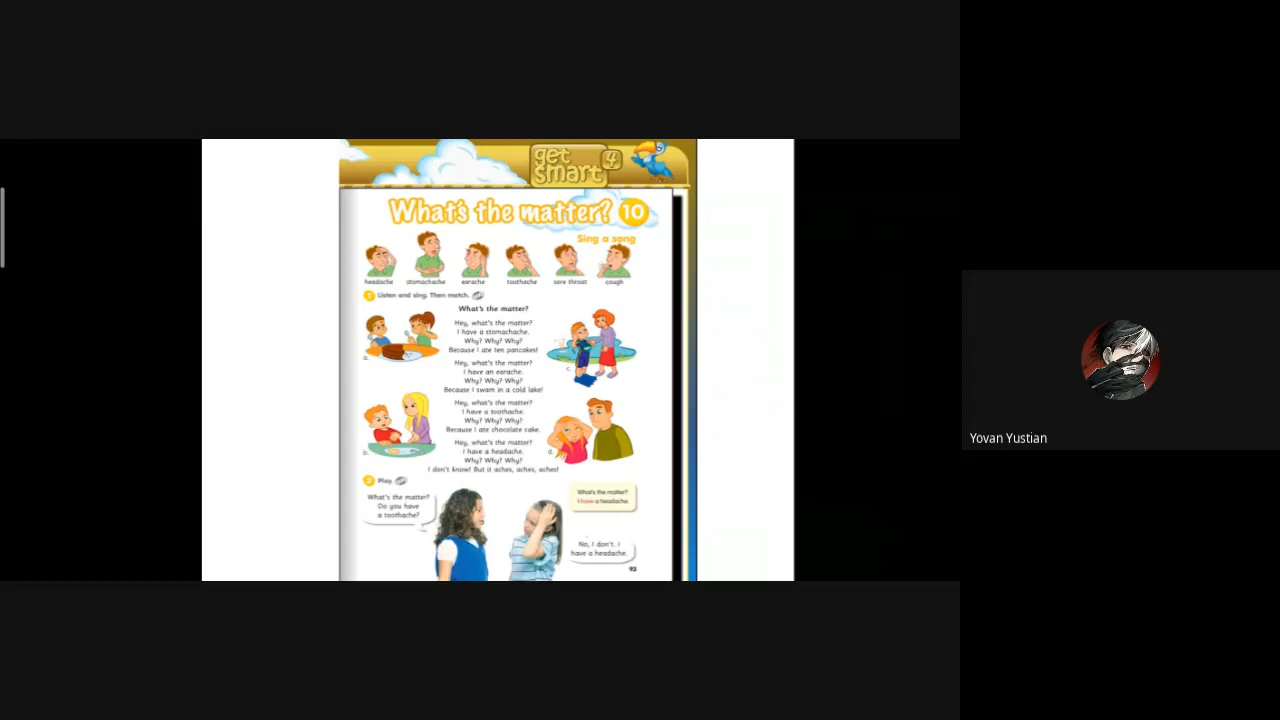 get
smart 4
What's the matter? 10
Sing a song
headache stomachache earache toothache sore throat cough
1 Listen and sing. Then match.
What's the matter?
Hey, what's the matter?
I have a stomachache.
Why? Why? Why?
Because I ate ten pancakes!
Hey, what's the matter?
I have an earache.
Why? Why? Why?
Because I swam in a cold lake!
Hey, what's the matter?
I have a toothache.
Why? Why? Why?
Because I ate chocolate cake.
Hey, what's the matter?
I have a headache.
Why? Why? Why?
I don't know! But it aches, aches, aches!
a.
b.
c.
d.
2 Play.
What's the matter?
Do you have
a toothache?
What's the matter?
I have a headache.
No, I don't. I
have a headache.
93
Yovan Yustian